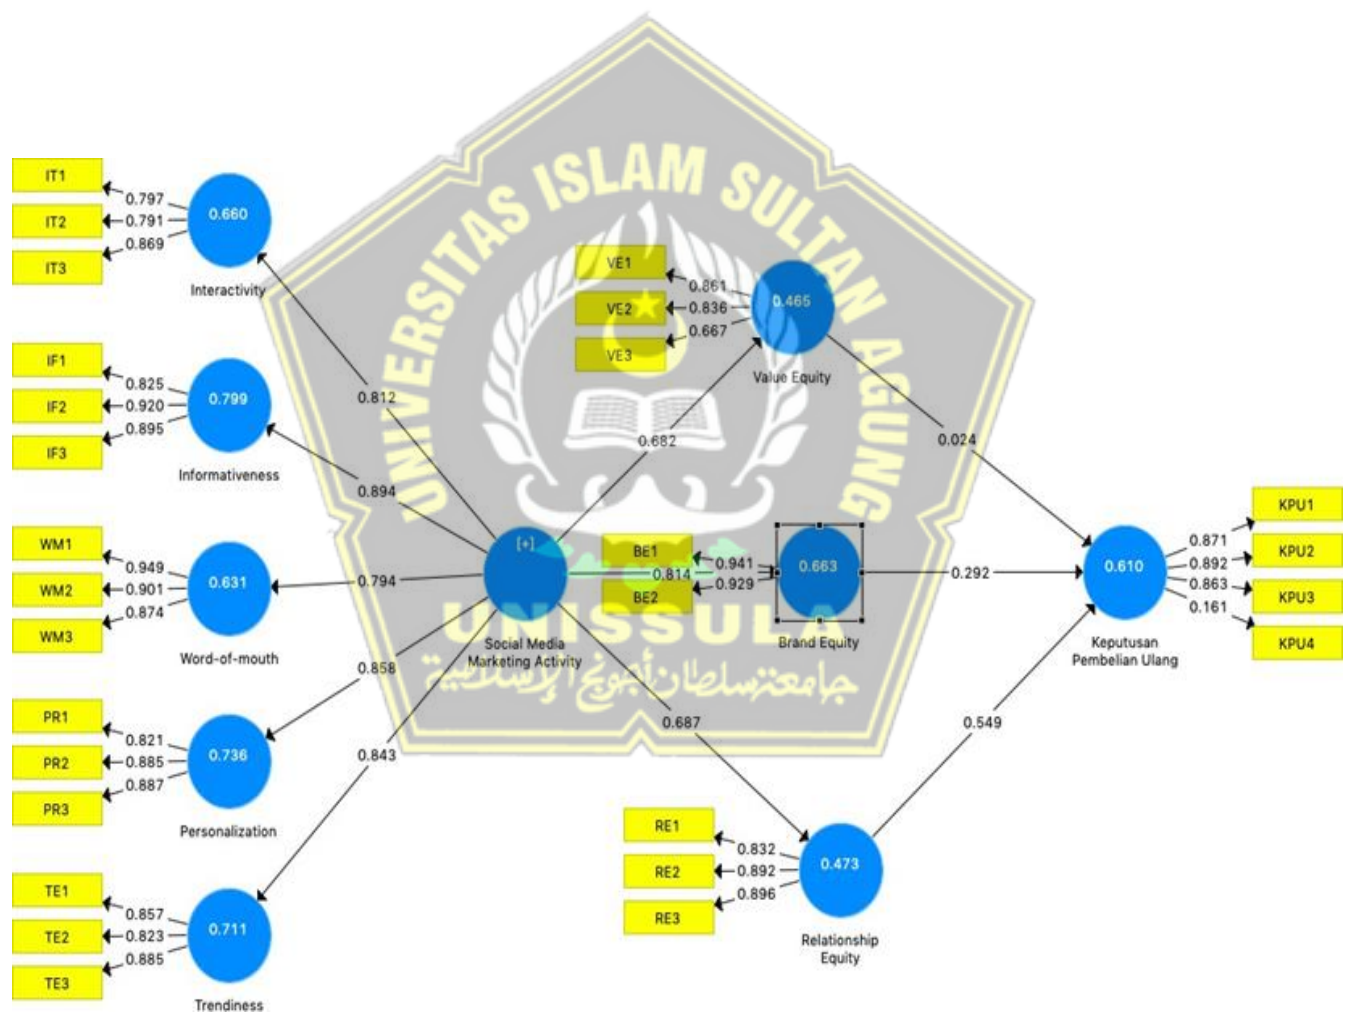 UNIVERSITAS ISLAM SULTAN AGUNG
IT1
IT2
IT3
0.797
0.791
0.869
0.660
Interactivity
IF1
IF2
IF3
0.825
0.920
0.895
0.799
Informativeness
WM1
WM2
WM3
0.949
0.901
0.874
0.631
Word-of-mouth
PR1
PR2
PR3
0.821
0.885
0.887
0.736
Personalization
TE1
TE2
TE3
0.857
0.823
0.885
0.711
Trendiness
0.812
0.894
0.794
0.858
0.843
[+]
Social Media
Marketing Activity
VE1
VE2
VE3
0.861
0.836
0.667
0.465
Value Equity
0.682
BE1
BE2
0.941
0.814
0.929
0.663
Brand Equity
UNISSULA
جامعتسلطان أجونج الإسلامية
0.687
RE1
RE2
RE3
0.832
0.892
0.896
0.473
Relationship
Equity
0.024
0.292
0.549
0.610
Keputusan
Pembelian Ulang
0.871
0.892
0.863
0.161
KPU1
KPU2
KPU3
KPU4